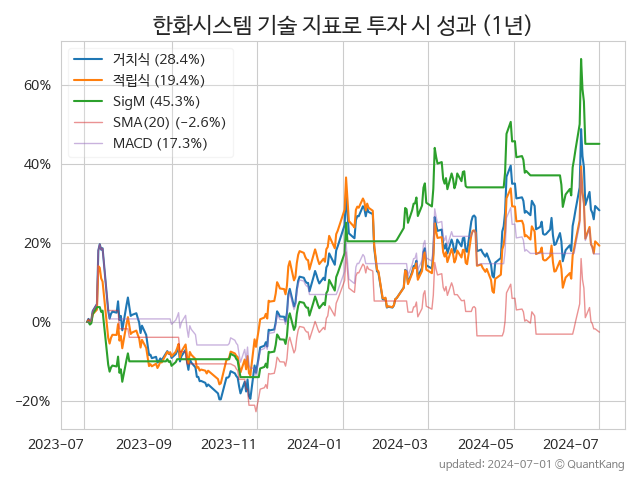 한화시스템 기술 지표로 투자 시 성과 (1년)
거치식 (28.4%)
적립식 (19.4%)
SigM (45.3%)
SMA(20) (−2.6%)
MACD (17.3%)
60%
40%
20%
0%
−20%
2023-07 2023-09 2023-11 2024-01 2024-03 2024-05 2024-07
updated: 2024-07-01 © QuantKang